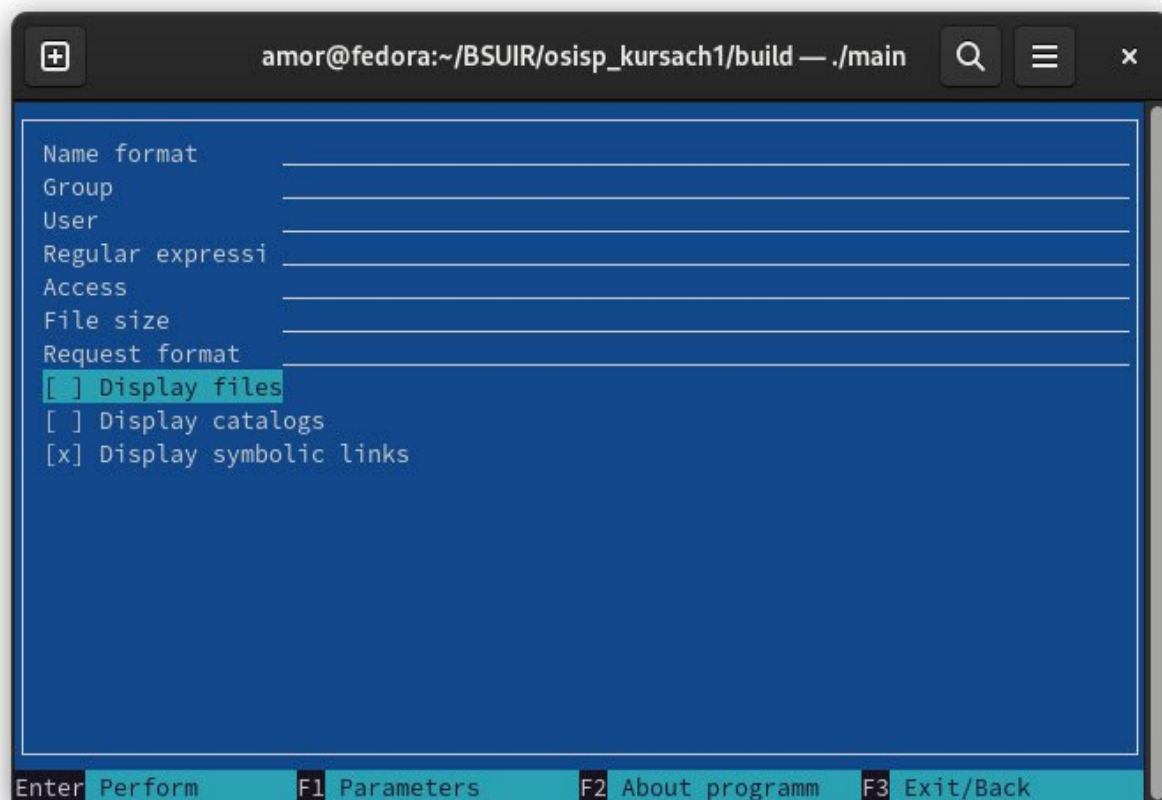 amor@fedora:~/BSUIR/osisp_kursach1/build — ./main
Name format
Group
User
Regular expressi
Access
File size
Request format
[ ] Display files
[ ] Display catalogs
[x] Display symbolic links
Enter Perform F1 Parameters F2 About programm F3 Exit/Back